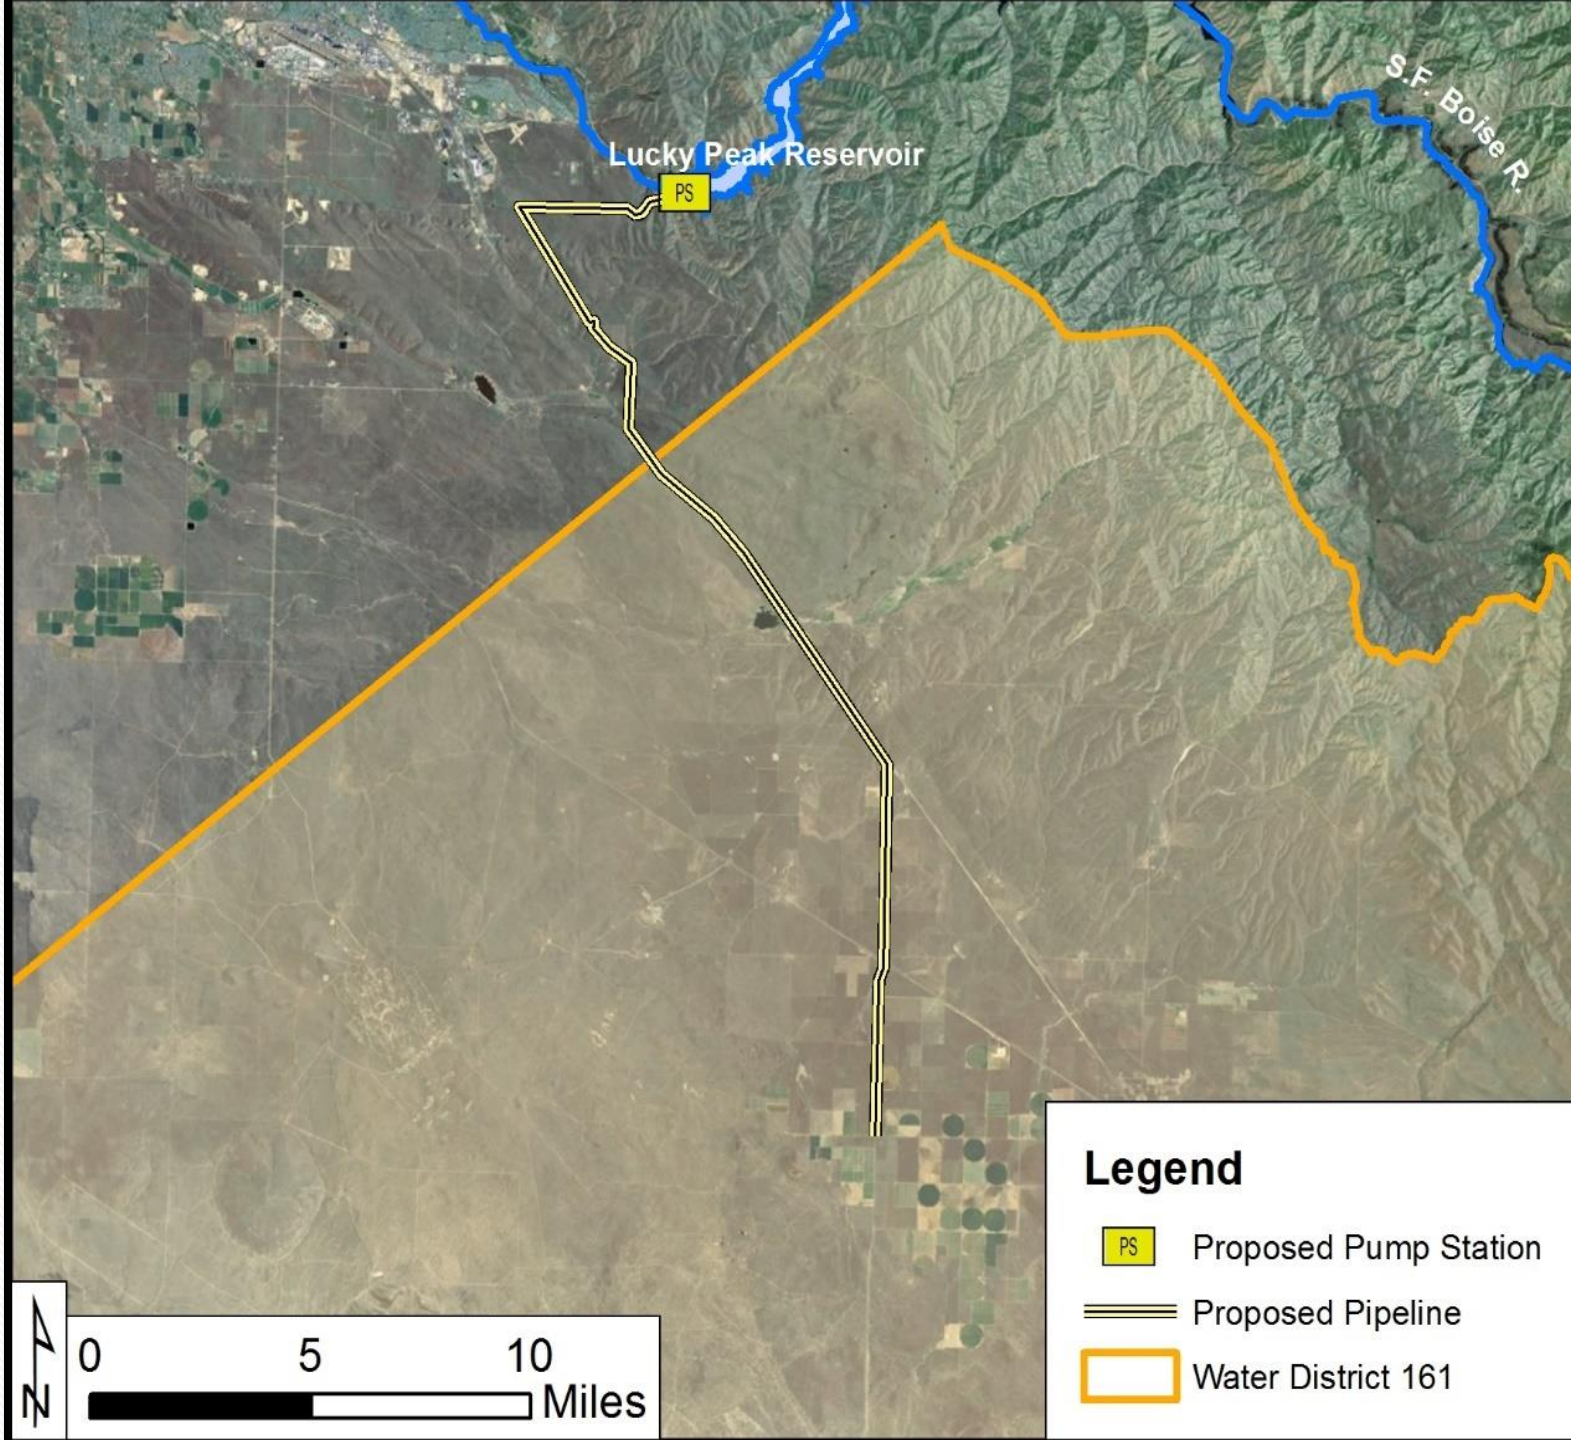 S.F. Boise R.
Lucky Peak Reservoir
PS
Legend
PS Proposed Pump Station
Proposed Pipeline
Water District 161
N
0 5 10
Miles